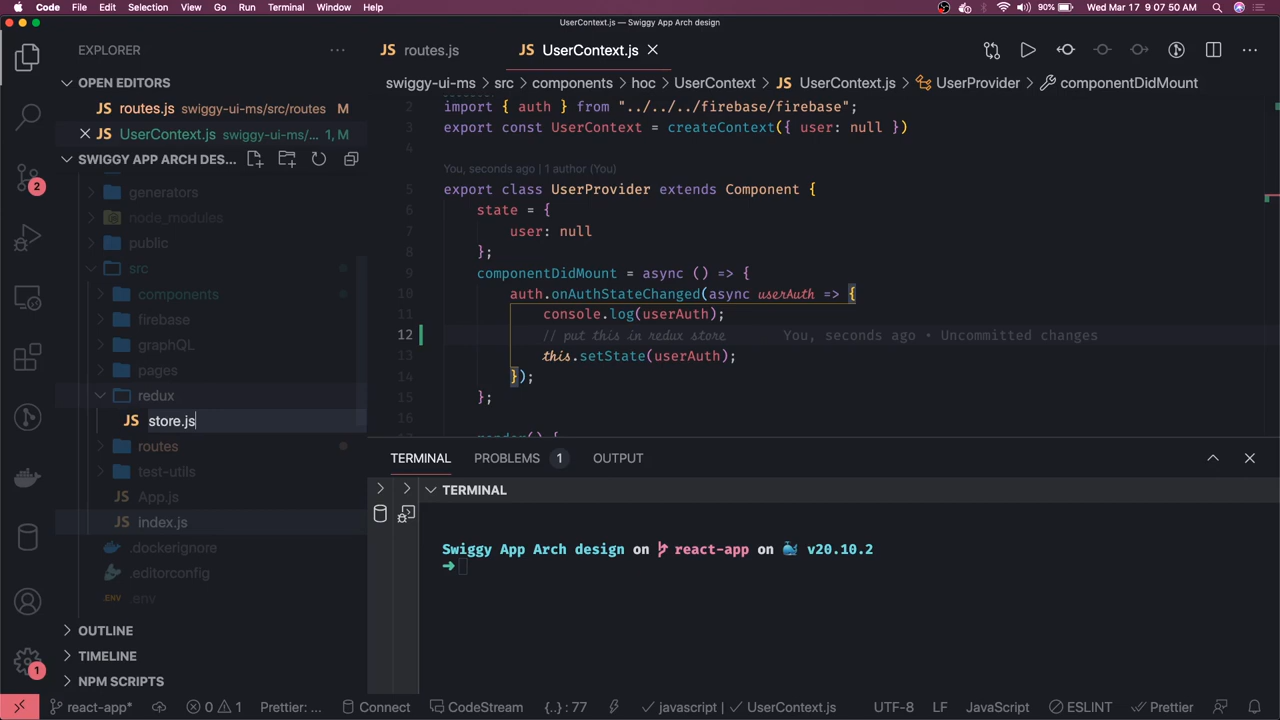 Code File Edit Selection View Go Run Terminal Window Help 90% Wed Mar 17 9:07:50 AM
UserContext.js — Swiggy App Arch design
EXPLORER
JS routes.js
JS UserContext.js
OPEN EDITORS
swiggy-ui-ms > src > components > hoc > UserContext > JS UserContext.js > UserProvider > componentDidMount
JS routes.js swiggy-ui-ms/src/routes M
2 import { auth } from "../../../firebase/firebase";
JS UserContext.js swiggy-ui-ms/... 1, M
3 export const UserContext = createContext({ user: null })
SWIGGY APP ARCH DES...
4
You, seconds ago | 1 author (You)
generators
5 export class UserProvider extends Component {
node_modules
6 state = {
public
7 user: null
8 };
src
9 componentDidMount = async () => {
components
10 auth.onAuthStateChanged(async userAuth => {
firebase
11 console.log(userAuth);
graphQL
12 // put this in redux store You, seconds ago • Uncommitted changes
13 this.setState(userAuth);
pages
14 });
redux
15 };
16
JS store.js
render() {
routes
TERMINAL PROBLEMS 1 OUTPUT
test-utils
TERMINAL
JS App.js
JS index.js
Swiggy App Arch design on react-app on v20.10.2
.dockerignore
.editorconfig
.ENV .env
OUTLINE
TIMELINE
NPM SCRIPTS
2
1
react-app* 0 1 Prettier: ... {..} : 77 Connect CodeStream javascript | UserContext.js UTF-8 LF JavaScript ESLINT Prettier